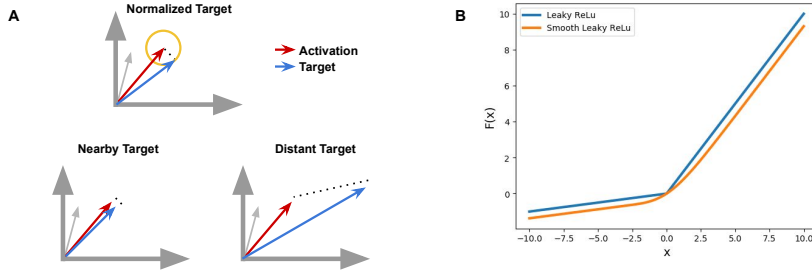 A
Normalized Target
Activation
Target
Nearby Target
Distant Target
B
Leaky ReLu
Smooth Leaky ReLu
10
8
6
4
2
0
F(x)
−10.0
−7.5
−5.0
−2.5
0.0
2.5
5.0
7.5
10.0
x